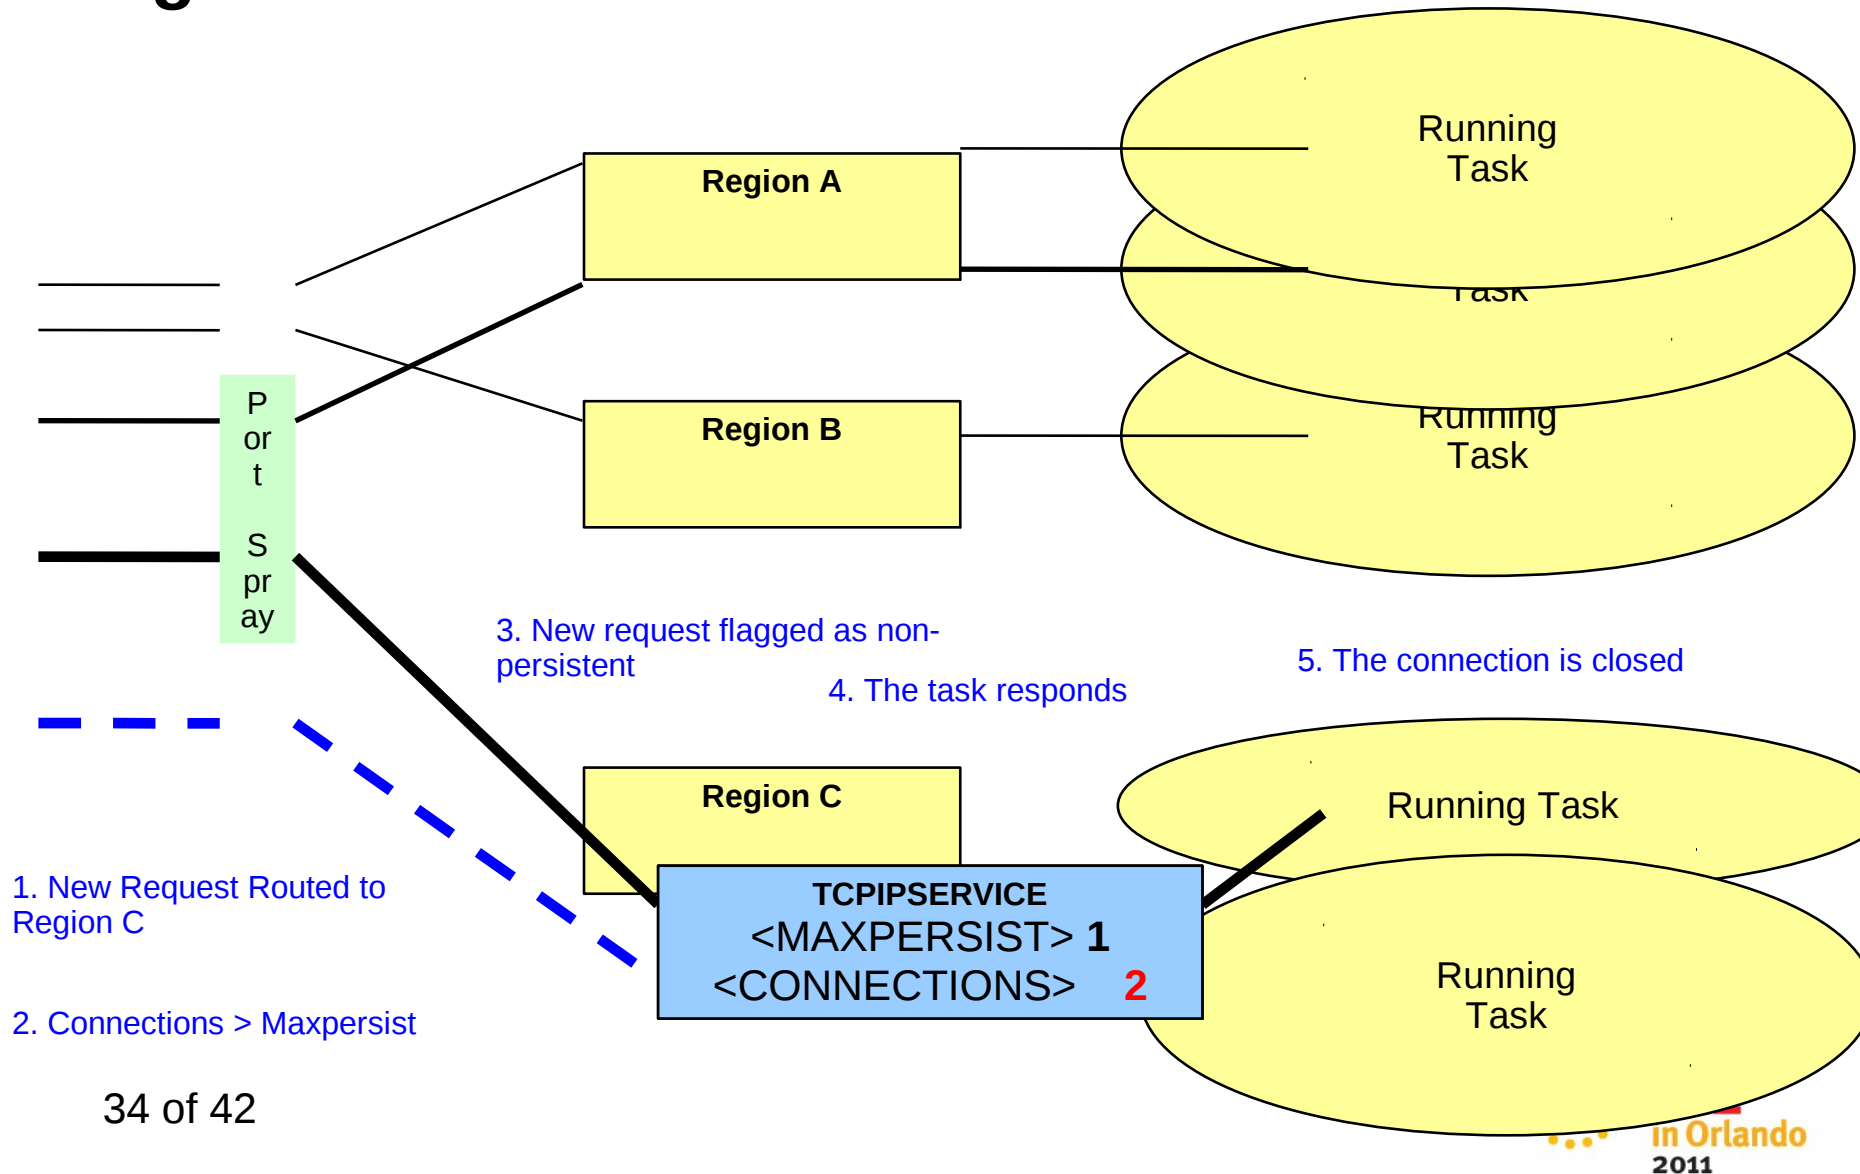 Running
Task
Region A
Task
P
or
t
S
pr
ay
Region B
Running
Task
3. New request flagged as non-
persistent
4. The task responds
5. The connection is closed
Region C
Running Task
1. New Request Routed to
Region C
TCPIPSERVICE
<MAXPERSIST> 1
<CONNECTIONS> 2
Running
Task
2. Connections > Maxpersist
34 of 42
in Orlando
2011